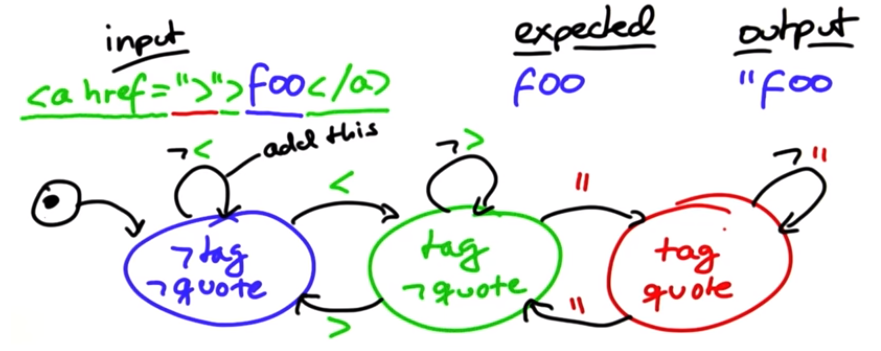 input expected output
<a href=">">foo</a> foo "foo
¬< add this < ¬> " ¬"
¬tag tag tag
¬quote ¬quote quote
> "